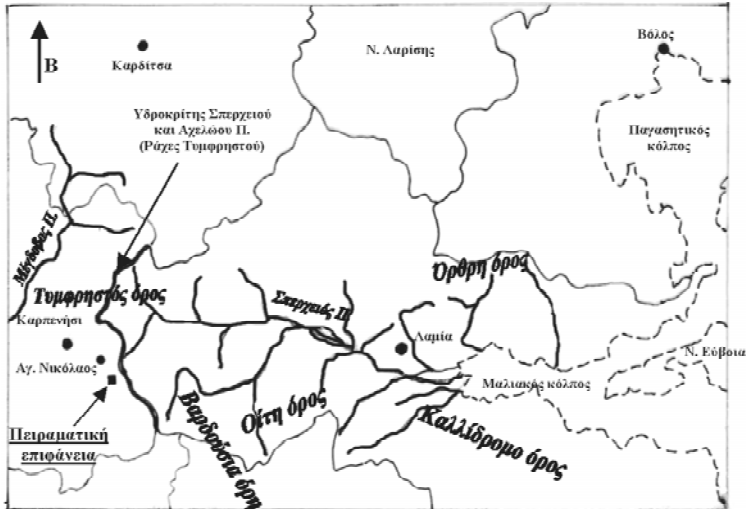 Βόλος
Ν. Λαρίσης
Β
Καρδίτσα
Υδροκρίτης Σπερχειού
και Αχελώου Π.
(Ράχες Τυμφρηστού)
Παγασητικός
κόλπος
Μέγδοβας Π.
Όρθρη όρος
Τυμφρηστός όρος
Σπερχειός Π.
Καρπενήσι
Λαμία
Ν. Εύβοια
Αγ. Νικόλαος
Μαλιακός κόλπος
Βαρδούσια όρη
Οίτη όρος
Καλλίδρομο όρος
Πειραματική
επιφάνεια